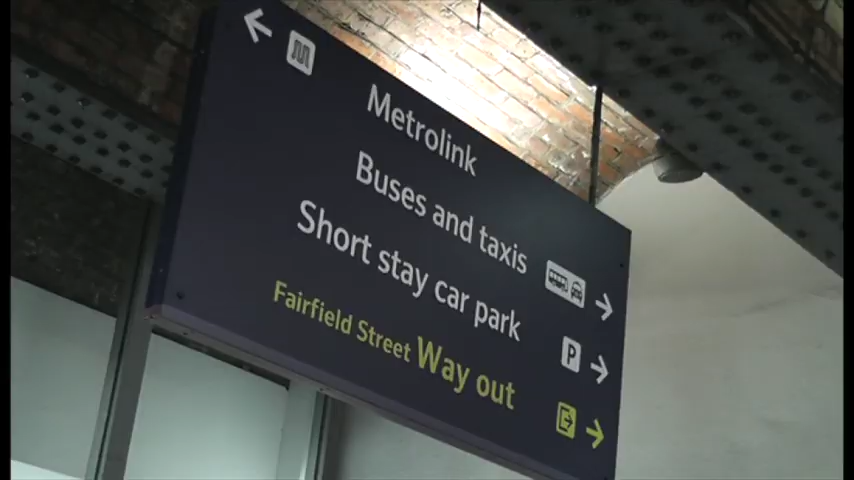 Metrolink
Buses and taxis
Short stay car park P
Fairfield Street Way out